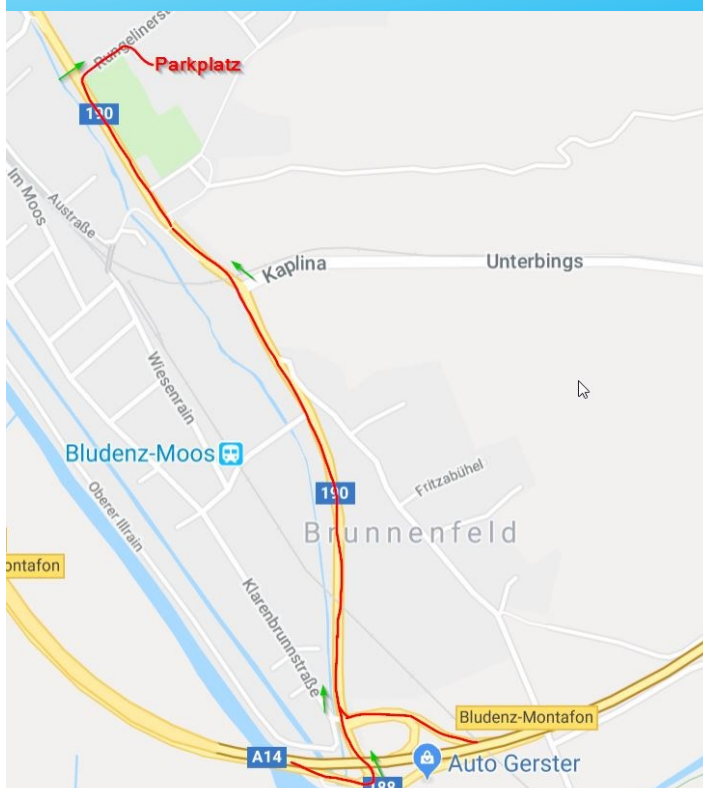 Rungelinerst
Parkplatz
190
Im Moos
Austraße
Kaplina
Unterbings
Wiesenrain
Bludenz-Moos
Oberer Illrain
Fritzabühel
190
Brunnenfeld
ontafon
Klarenbrunnstraße
Bludenz-Montafon
A14
Auto Gerster
188